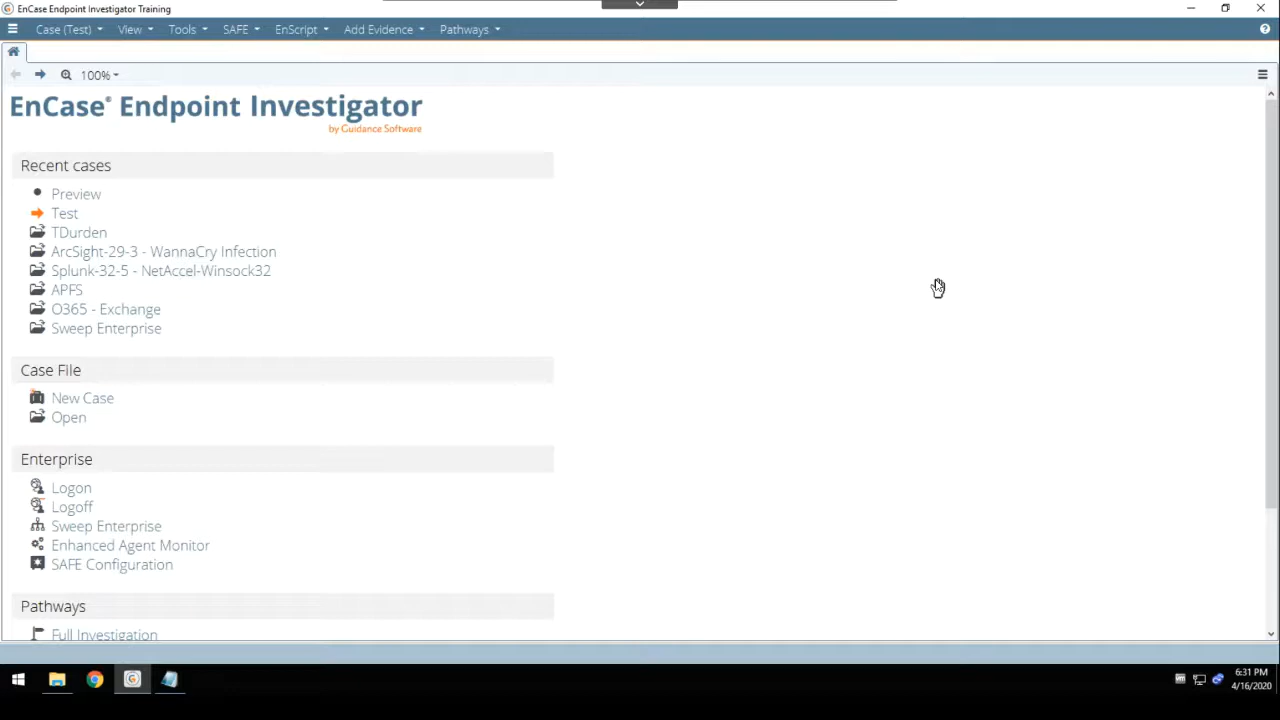 EnCase Endpoint Investigator Training
Case (Test) View Tools SAFE EnScript Add Evidence Pathways
100%
EnCase® Endpoint Investigator
by Guidance Software
Recent cases
Preview
Test
TDurden
ArcSight-29-3 - WannaCry Infection
Splunk-32-5 - NetAccel-Winsock32
APFS
O365 - Exchange
Sweep Enterprise
Case File
New Case
Open
Enterprise
Logon
Logoff
Sweep Enterprise
Enhanced Agent Monitor
SAFE Configuration
Pathways
Full Investigation
6:31 PM
4/16/2020